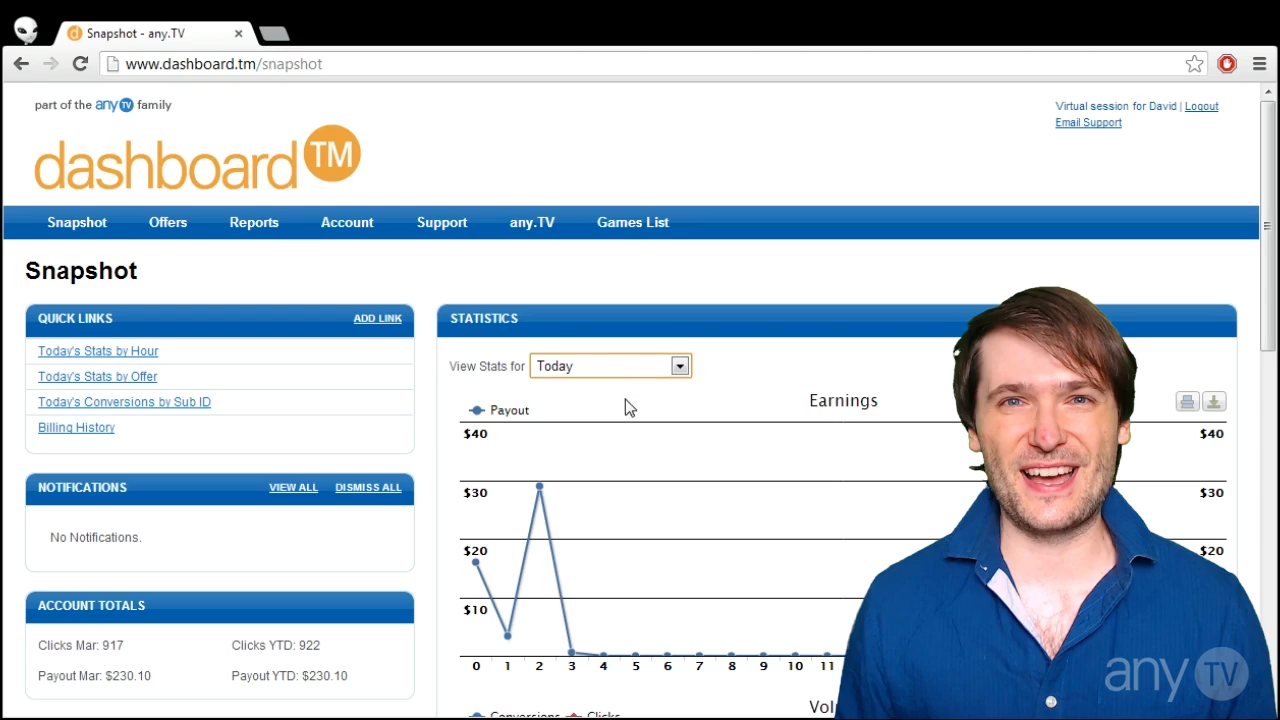 Snapshot - any.TV
www.dashboard.tm/snapshot
part of the anyTV family
Virtual session for David | Logout
Email Support
dashboard TM
Snapshot Offers Reports Account Support any.TV Games List
Snapshot
QUICK LINKS ADD LINK
Today's Stats by Hour
Today's Stats by Offer
Today's Conversions by Sub ID
Billing History
NOTIFICATIONS VIEW ALL DISMISS ALL
No Notifications.
ACCOUNT TOTALS
Clicks Mar: 917 Clicks YTD: 922
Payout Mar: $230.10 Payout YTD: $230.10
STATISTICS
View Stats for Today
Payout Earnings
$40 $40
$30 $30
$20 $20
$10
0 1 2 3 4 5 6 7 8 9 10 11
Conversions Clicks
any TV